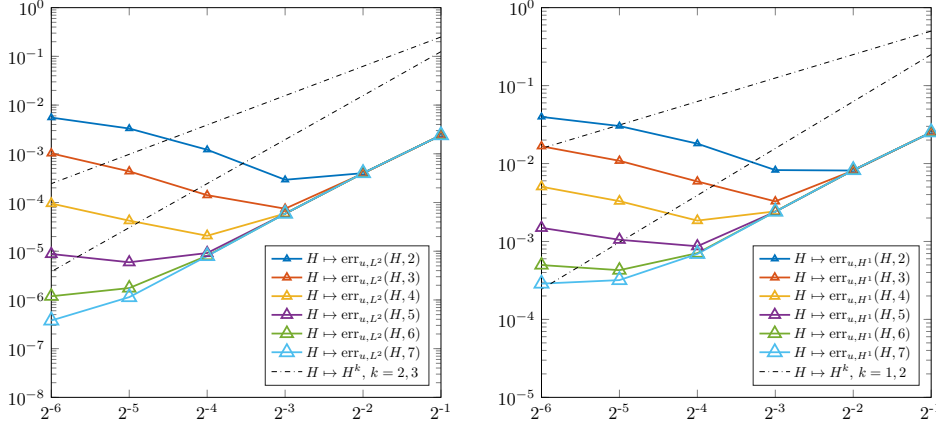 10^0
10^-1
10^-2
10^-3
10^-4
10^-5
10^-6
10^-7
10^-8
2^-6
2^-5
2^-4
2^-3
2^-2
2^-1
H ↦ err_{u,L^2}(H, 2)
H ↦ err_{u,L^2}(H, 3)
H ↦ err_{u,L^2}(H, 4)
H ↦ err_{u,L^2}(H, 5)
H ↦ err_{u,L^2}(H, 6)
H ↦ err_{u,L^2}(H, 7)
H ↦ H^k, k = 2, 3
10^0
10^-1
10^-2
10^-3
10^-4
10^-5
2^-6
2^-5
2^-4
2^-3
2^-2
2^-1
H ↦ err_{u,H^1}(H, 2)
H ↦ err_{u,H^1}(H, 3)
H ↦ err_{u,H^1}(H, 4)
H ↦ err_{u,H^1}(H, 5)
H ↦ err_{u,H^1}(H, 6)
H ↦ err_{u,H^1}(H, 7)
H ↦ H^k, k = 1, 2